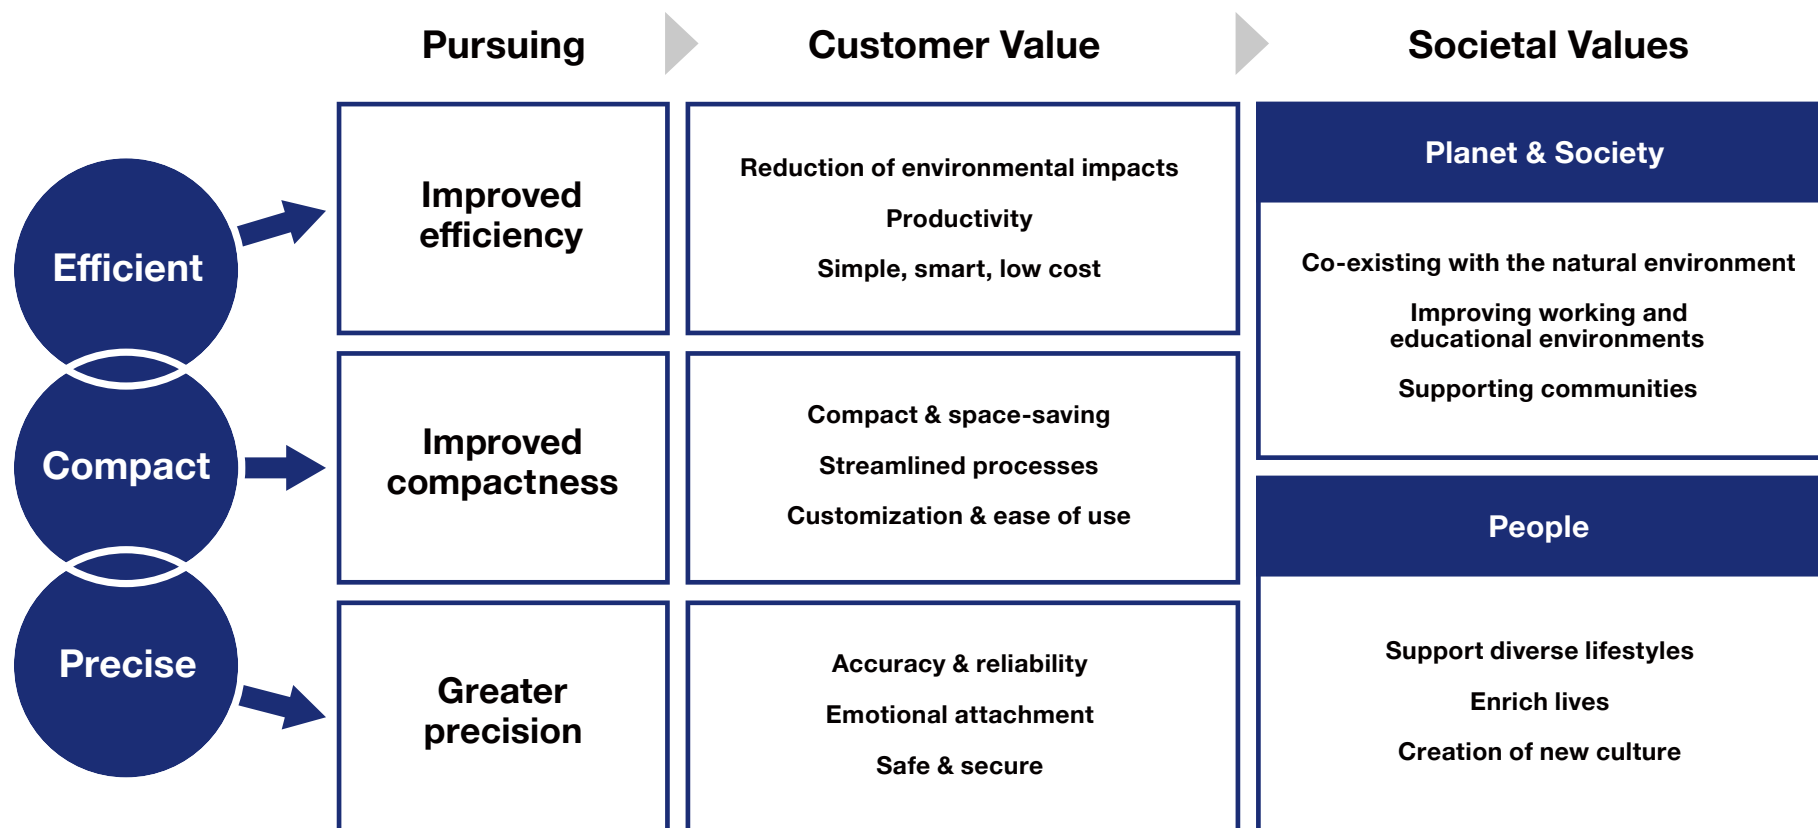 Pursuing
Customer Value
Societal Values
Efficient
Compact
Precise
Improved
efficiency
Reduction of environmental impacts
Productivity
Simple, smart, low cost
Improved
compactness
Compact & space-saving
Streamlined processes
Customization & ease of use
Greater
precision
Accuracy & reliability
Emotional attachment
Safe & secure
Planet & Society
Co-existing with the natural environment
Improving working and
educational environments
Supporting communities
People
Support diverse lifestyles
Enrich lives
Creation of new culture